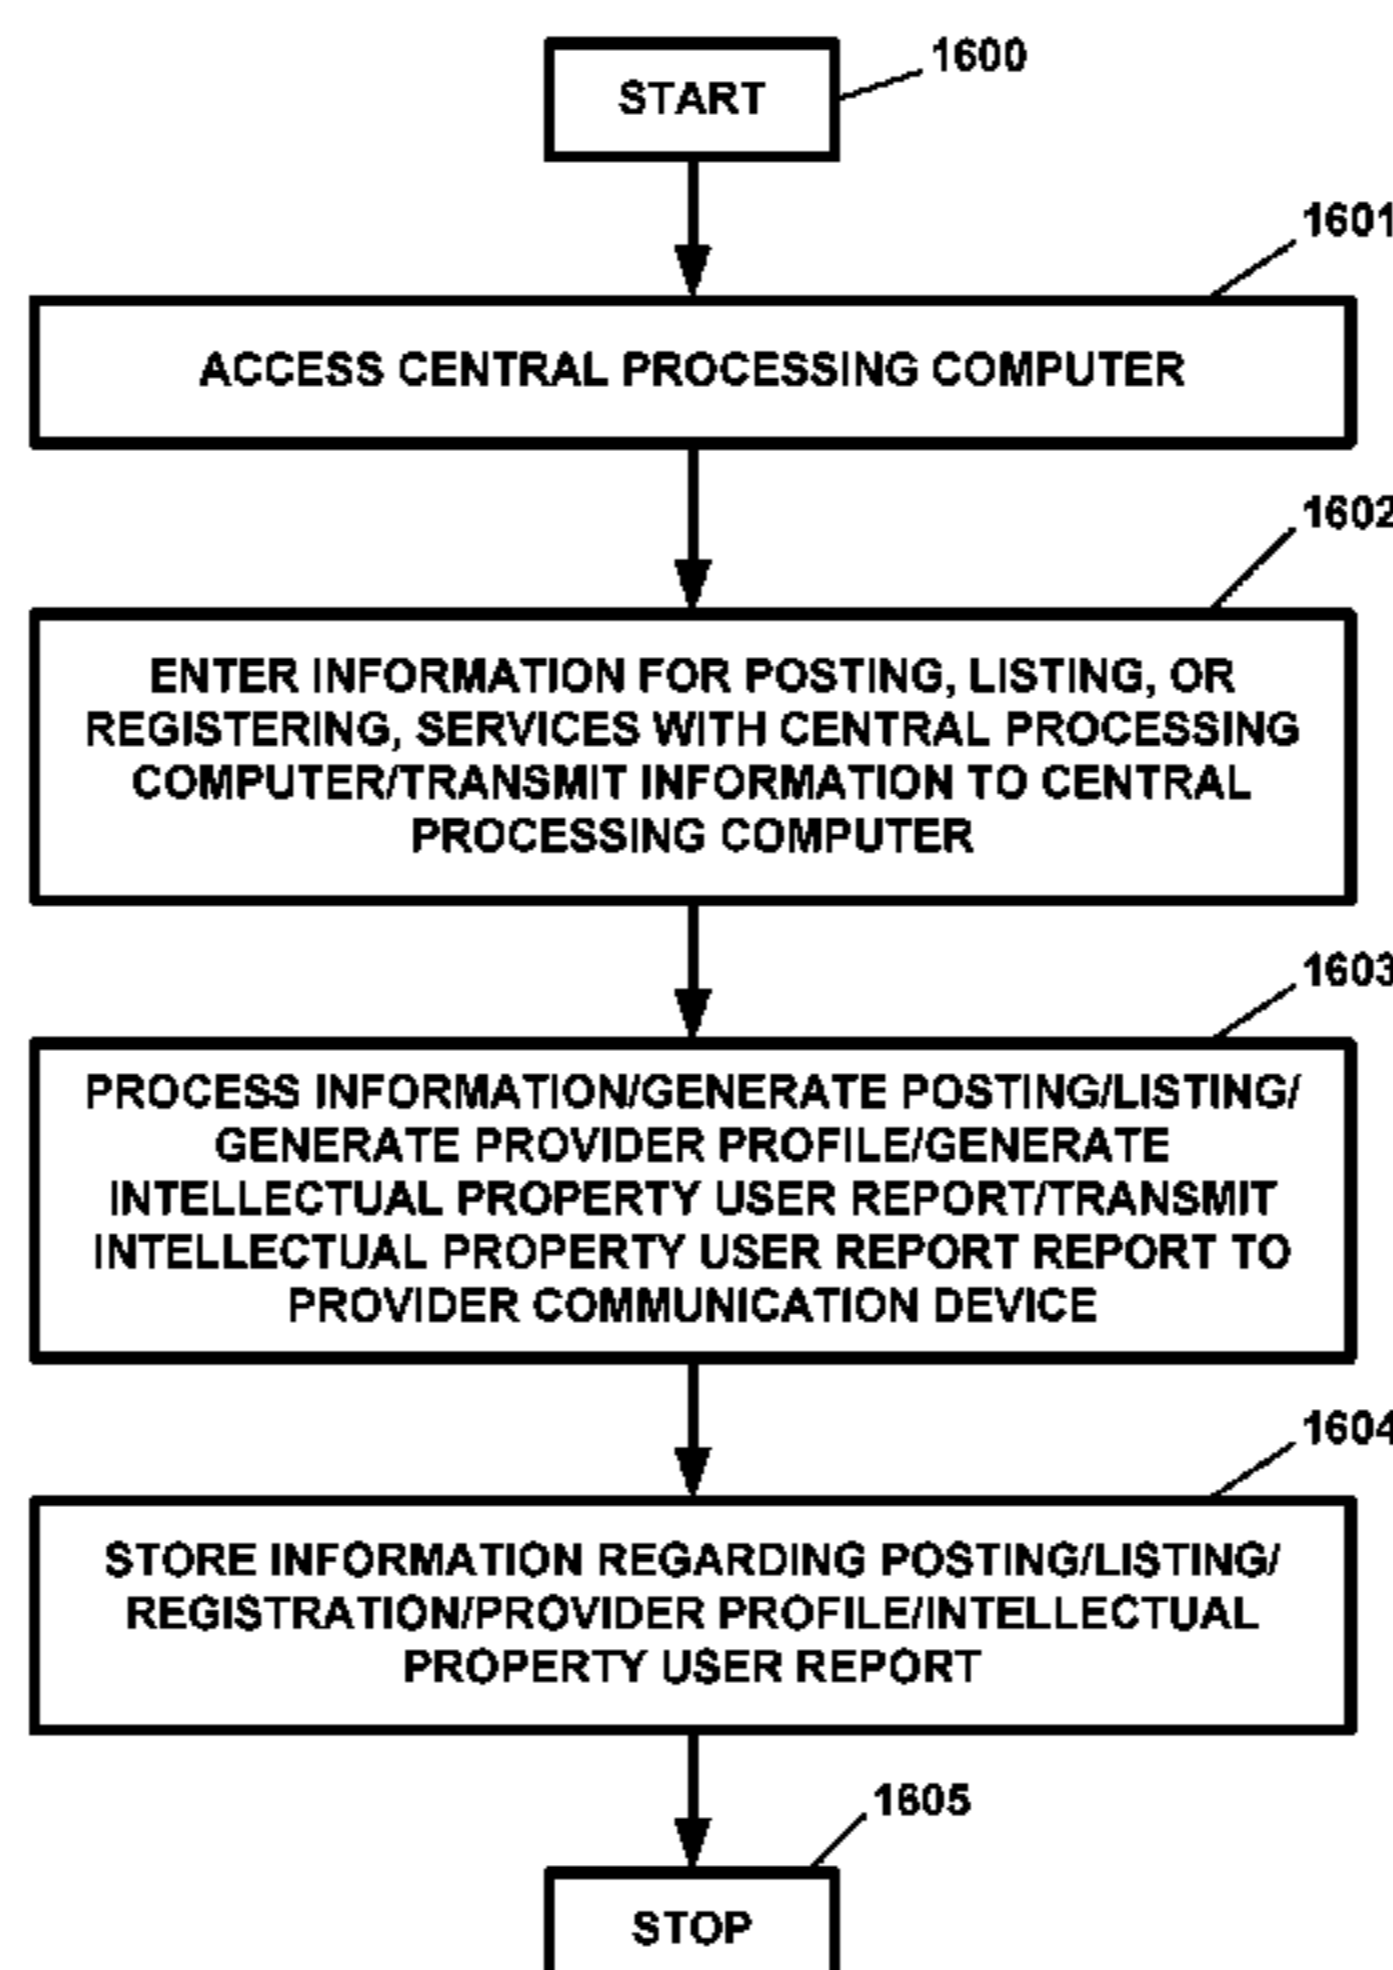 START
1600
1601
ACCESS CENTRAL PROCESSING COMPUTER
1602
ENTER INFORMATION FOR POSTING, LISTING, OR
REGISTERING, SERVICES WITH CENTRAL PROCESSING
COMPUTER/TRANSMIT INFORMATION TO CENTRAL
PROCESSING COMPUTER
1603
PROCESS INFORMATION/GENERATE POSTING/LISTING/
GENERATE PROVIDER PROFILE/GENERATE
INTELLECTUAL PROPERTY USER REPORT/TRANSMIT
INTELLECTUAL PROPERTY USER REPORT REPORT TO
PROVIDER COMMUNICATION DEVICE
1604
STORE INFORMATION REGARDING POSTING/LISTING/
REGISTRATION/PROVIDER PROFILE/INTELLECTUAL
PROPERTY USER REPORT
1605
STOP